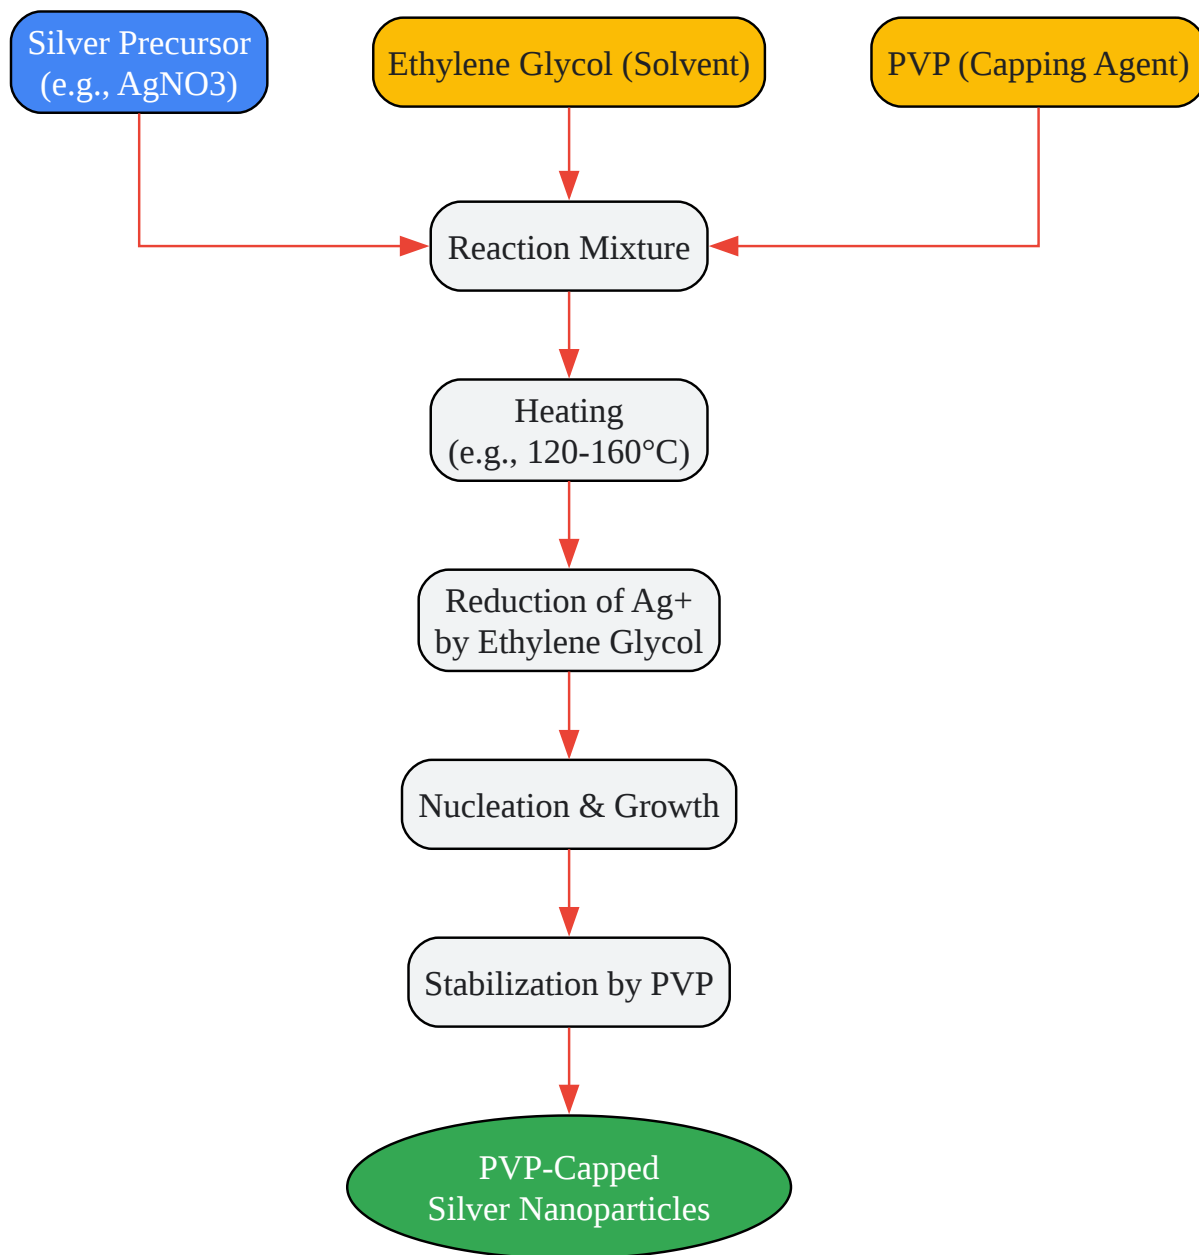 Silver Precursor
(e.g., AgNO3)
Ethylene Glycol (Solvent)
PVP (Capping Agent)
Reaction Mixture
Heating
(e.g., 120-160°C)
Reduction of Ag+
by Ethylene Glycol
Nucleation & Growth
Stabilization by PVP
PVP-Capped
Silver Nanoparticles